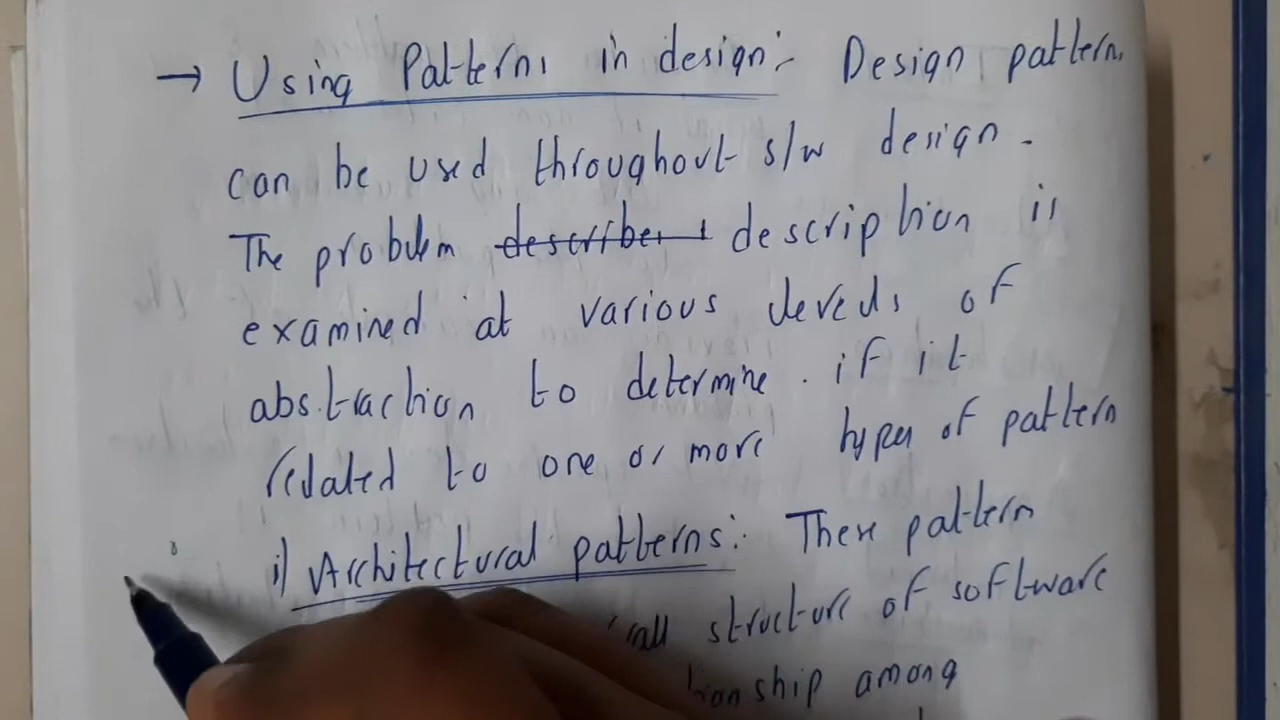 → Using Patterns in design:- Design pattern
can be used throughout s/w design.
The problem describes description is
examined at various levels of
abstraction to determine if it
related to one or more types of pattern
i) Architectural patterns:- These pattern
structure of software
among